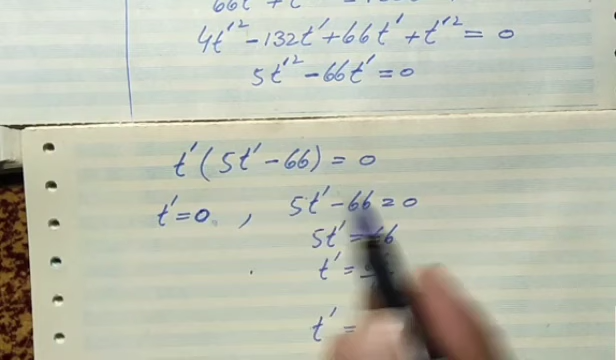 66t
4t'² - 132t' + 66t' + t'² = 0
5t'² - 66t' = 0
t'(5t' - 66) = 0
t' = 0 , 5t' - 66 = 0
5t' = 66
t' =
t' =